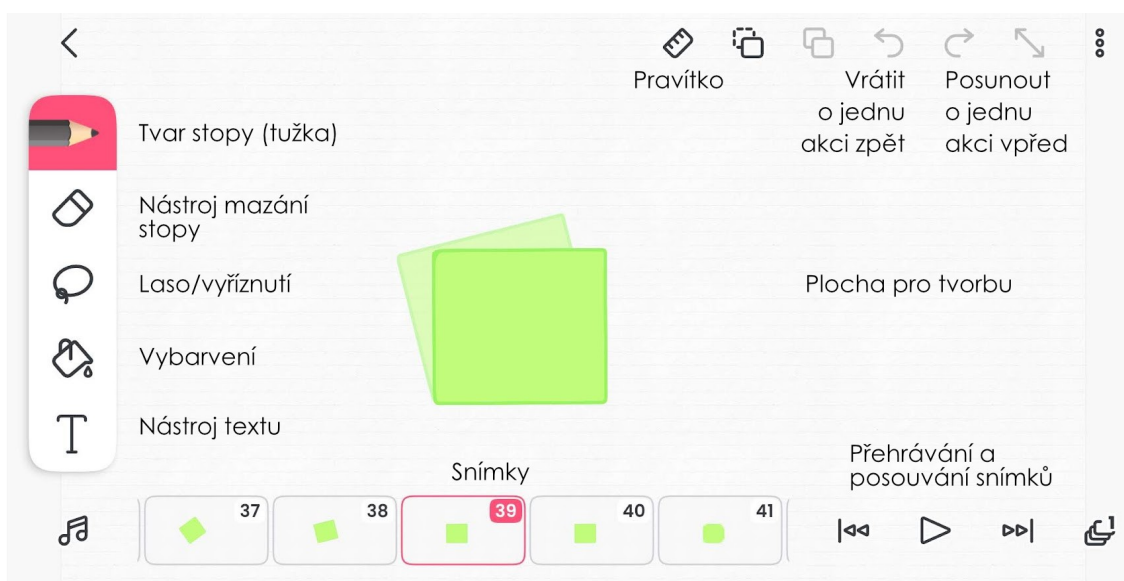 Pravítko
Vrátit
o jednu
akci zpět
Posunout
o jednu
akci vpřed
Tvar stopy (tužka)
Nástroj mazání
stopy
Laso/vyříznutí
Plocha pro tvorbu
Vybarvení
T
Nástroj textu
Přehrávání a
posouvání snímků
Snímky
37
38
39
40
41
1